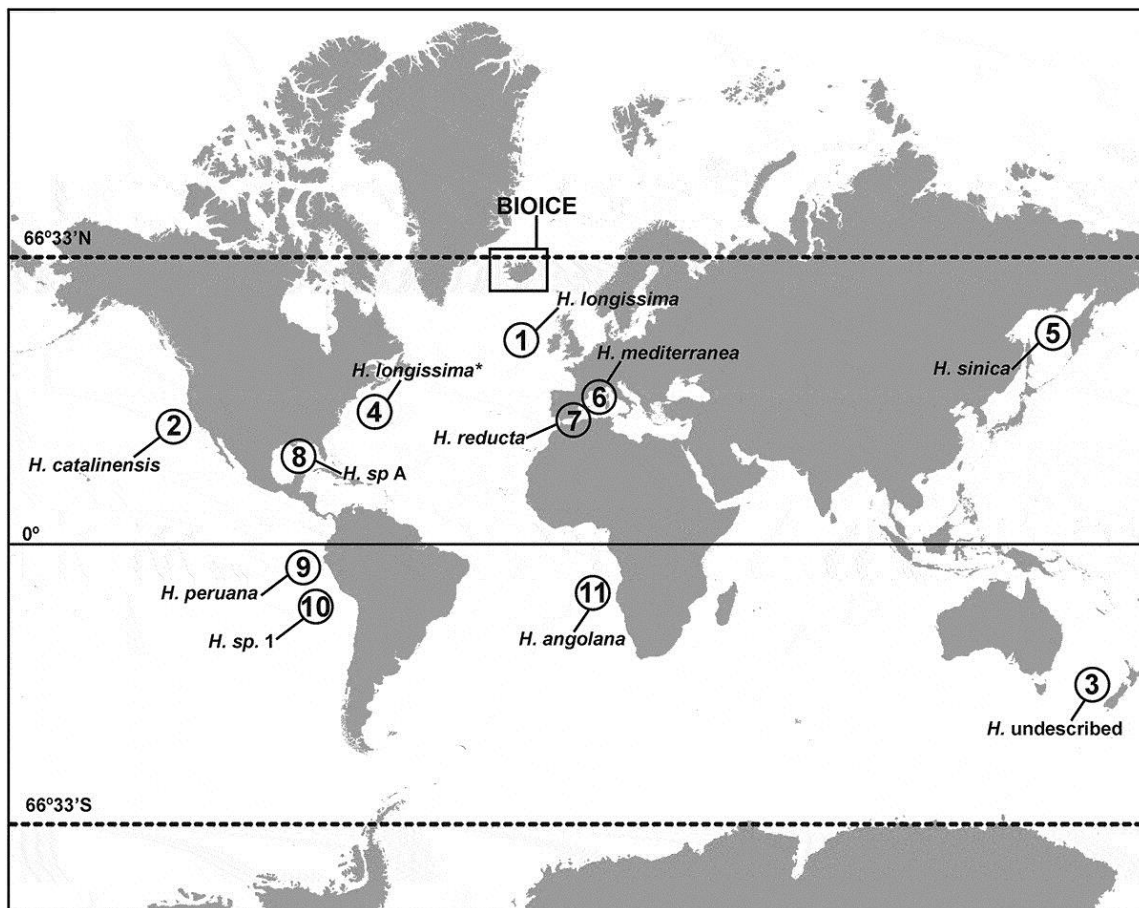 BIOICE
66º33'N
H. longissima
1
5
H. mediterranea
H. longissima*
H. sinica
6
4
7
2
H. reducta
8
H. catalinensis
H. sp A
0º
9
H. peruana
11
10
H. angolana
H. sp. 1
3
H. undescribed
66º33'S